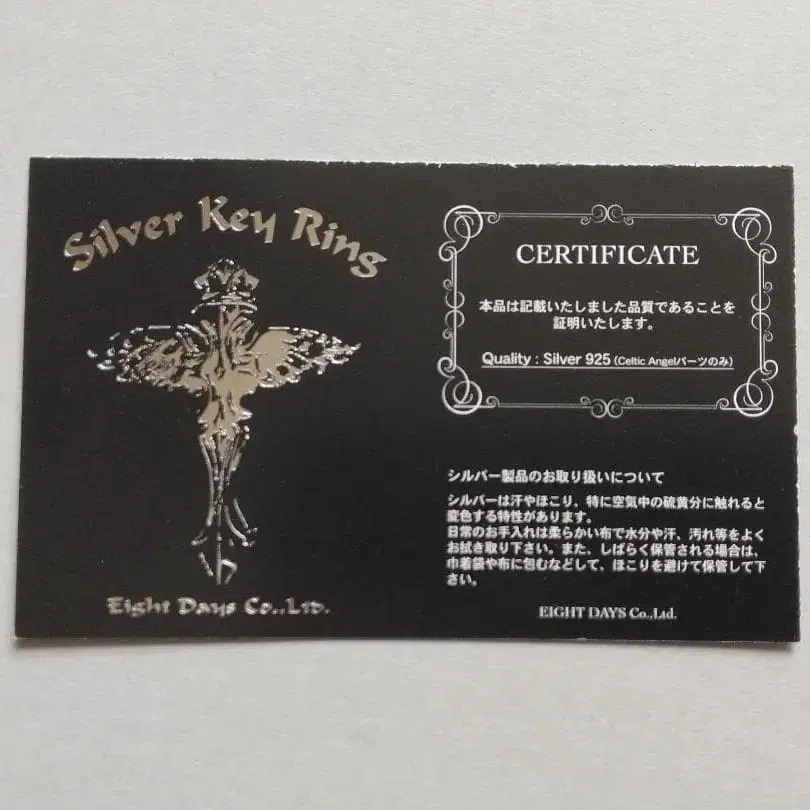 Silver Key Ring
Eight Days Co.,Ltd.
CERTIFICATE
本品は記載いたしました品質であることを
証明いたします。
Quality : Silver 925 (Celtic Angelパーツのみ)
シルバー製品のお取り扱いについて
シルバーは汗やほこり、特に空気中の硫黄分に触れると
変色する特性があります。
日常のお手入れは柔らかい布で水分や汗、汚れ等をよく
お拭き取り下さい。また、しばらく保管される場合は、
巾着袋や布に包むなどして、ほこりを避けて保管して下
さい。
EIGHT DAYS Co.,Ltd.